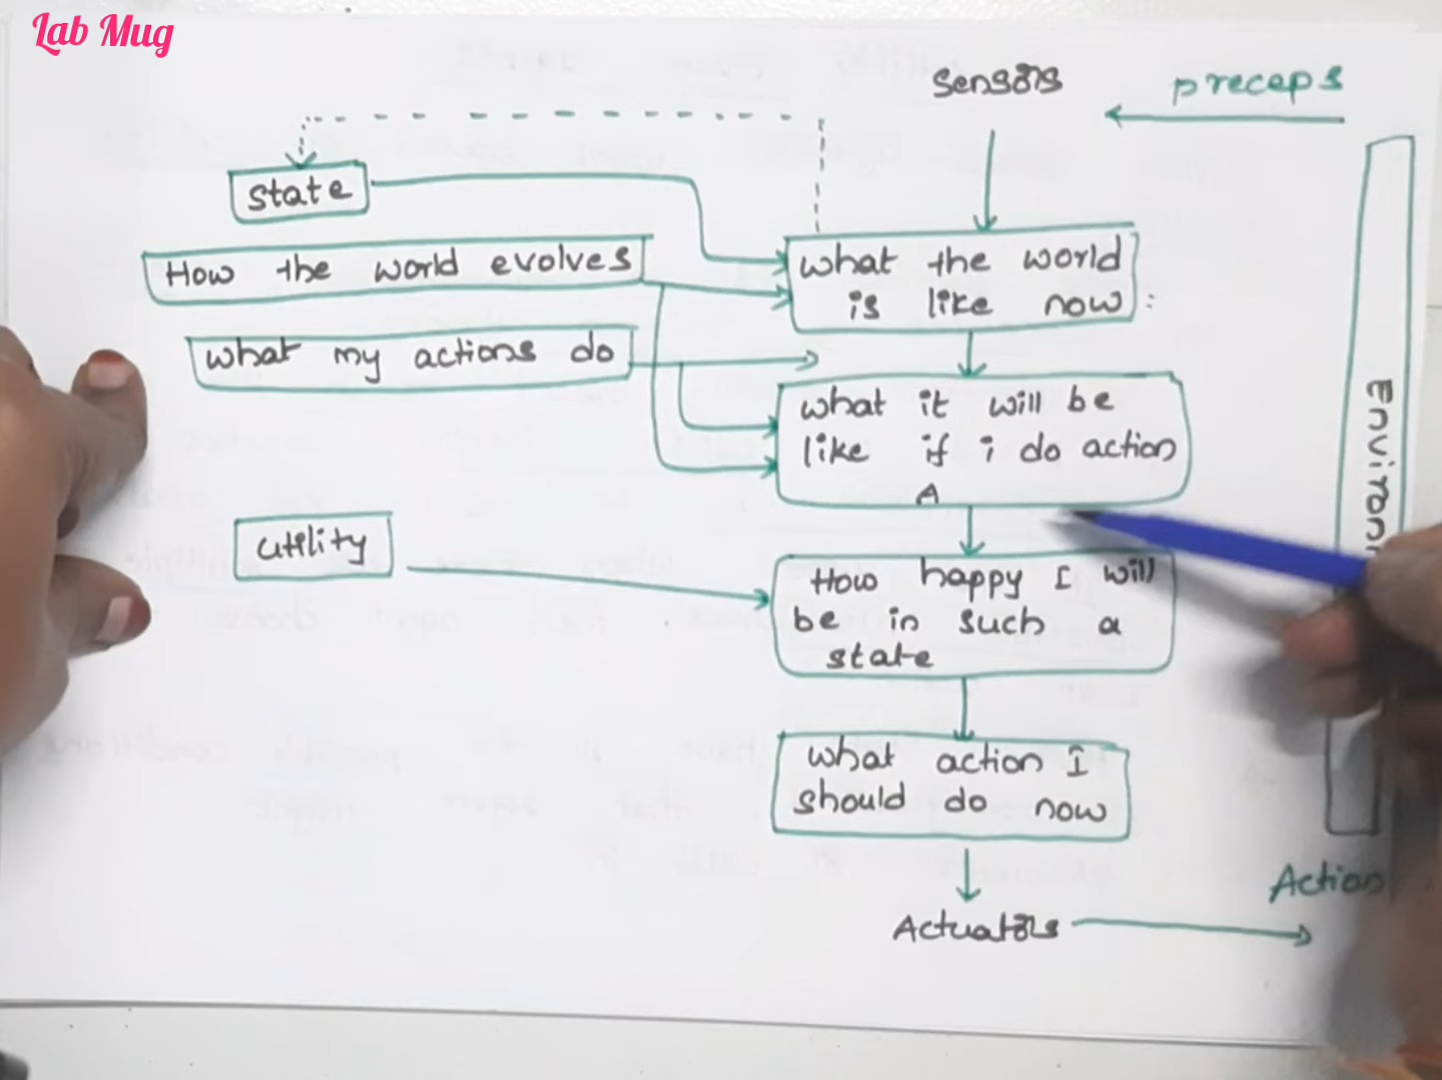 Lab Mug
Sensors
preceps
state
How the world evolves
what the world
is like now :
what my actions do
what it will be
like if i do action
A
utility
How happy I will
be in such a
state
what action I
should do now
Actuators
Action